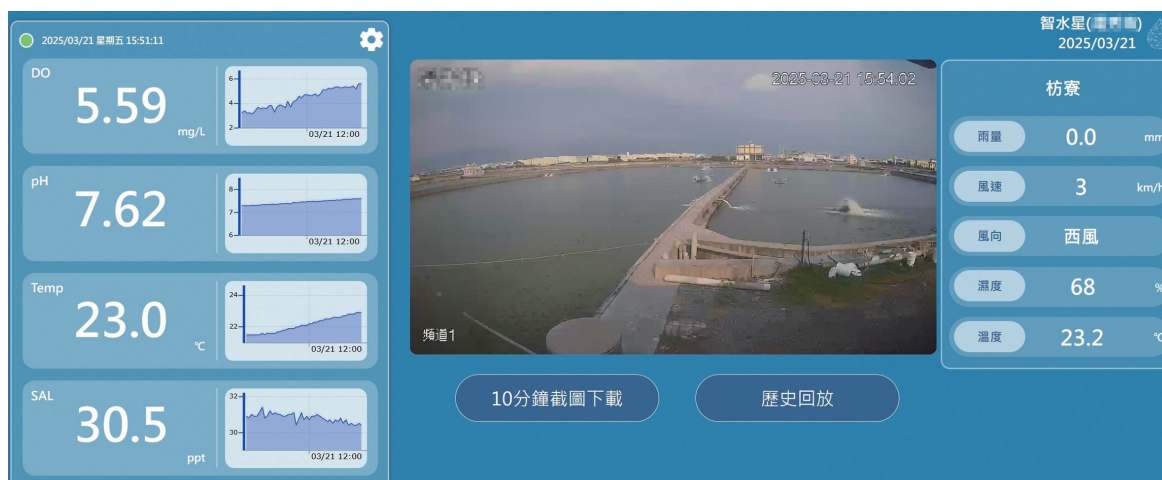 2025/03/21 星期五 15:51:11
DO
5.59
mg/L
6
4
2
03/21 12:00
pH
7.62
8
7
6
03/21 12:00
Temp
23.0
℃
24
22
03/21 12:00
SAL
30.5
ppt
32
30
03/21 12:00
2025-03-21 15:54:02
頻道1
10分鐘截圖下載
歷史回放
智水星( )
2025/03/21
枋寮
雨量 0.0 mm
風速 3 km/h
風向 西風
濕度 68 %
溫度 23.2 ℃